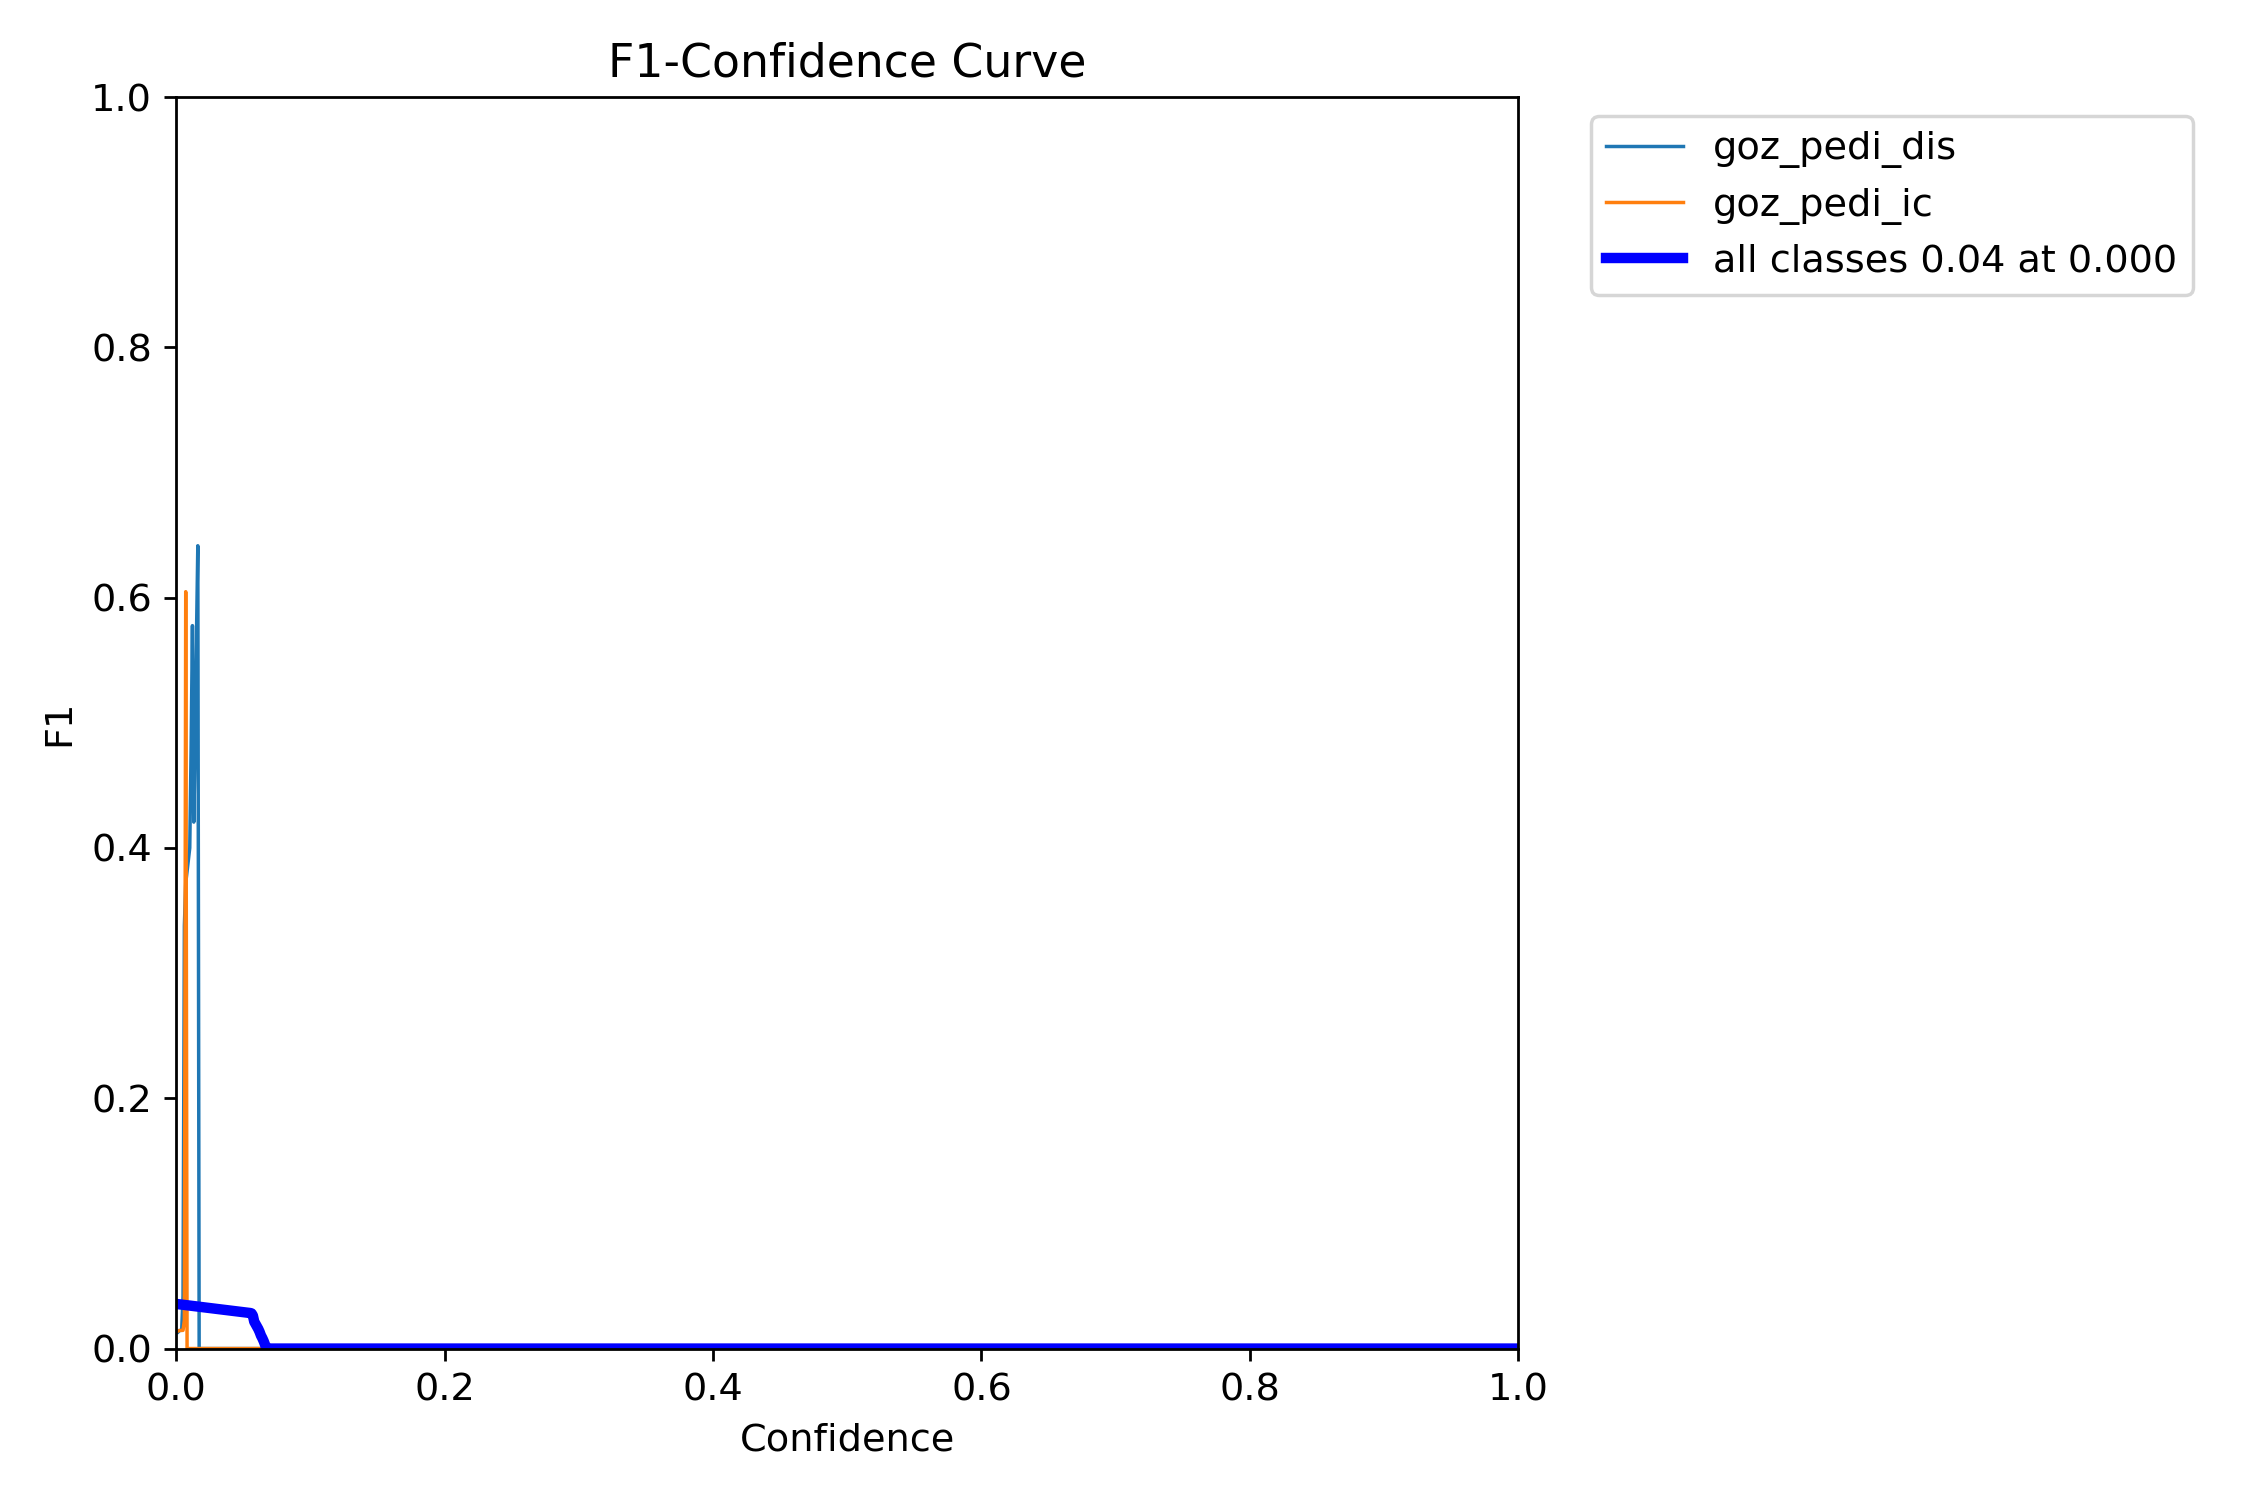 F1-Confidence Curve
1.0
0.8
0.6
0.4
0.2
0.0
F1
0.0 0.2 0.4 0.6 0.8 1.0
Confidence
goz_pedi_dis
goz_pedi_ic
all classes 0.04 at 0.000